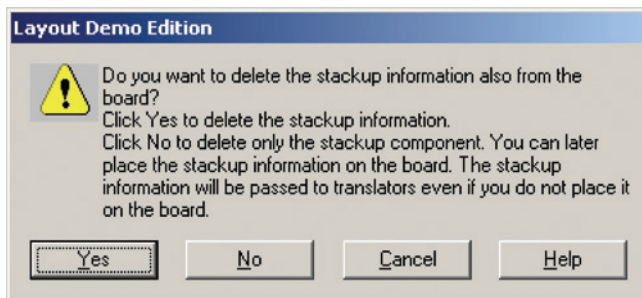 Layout Demo Edition
Do you want to delete the stackup information also from the
board?
Click Yes to delete the stackup information.
Click No to delete only the stackup component. You can later
place the stackup information on the board. The stackup
information will be passed to translators even if you do not place it
on the board.
Yes No Cancel Help